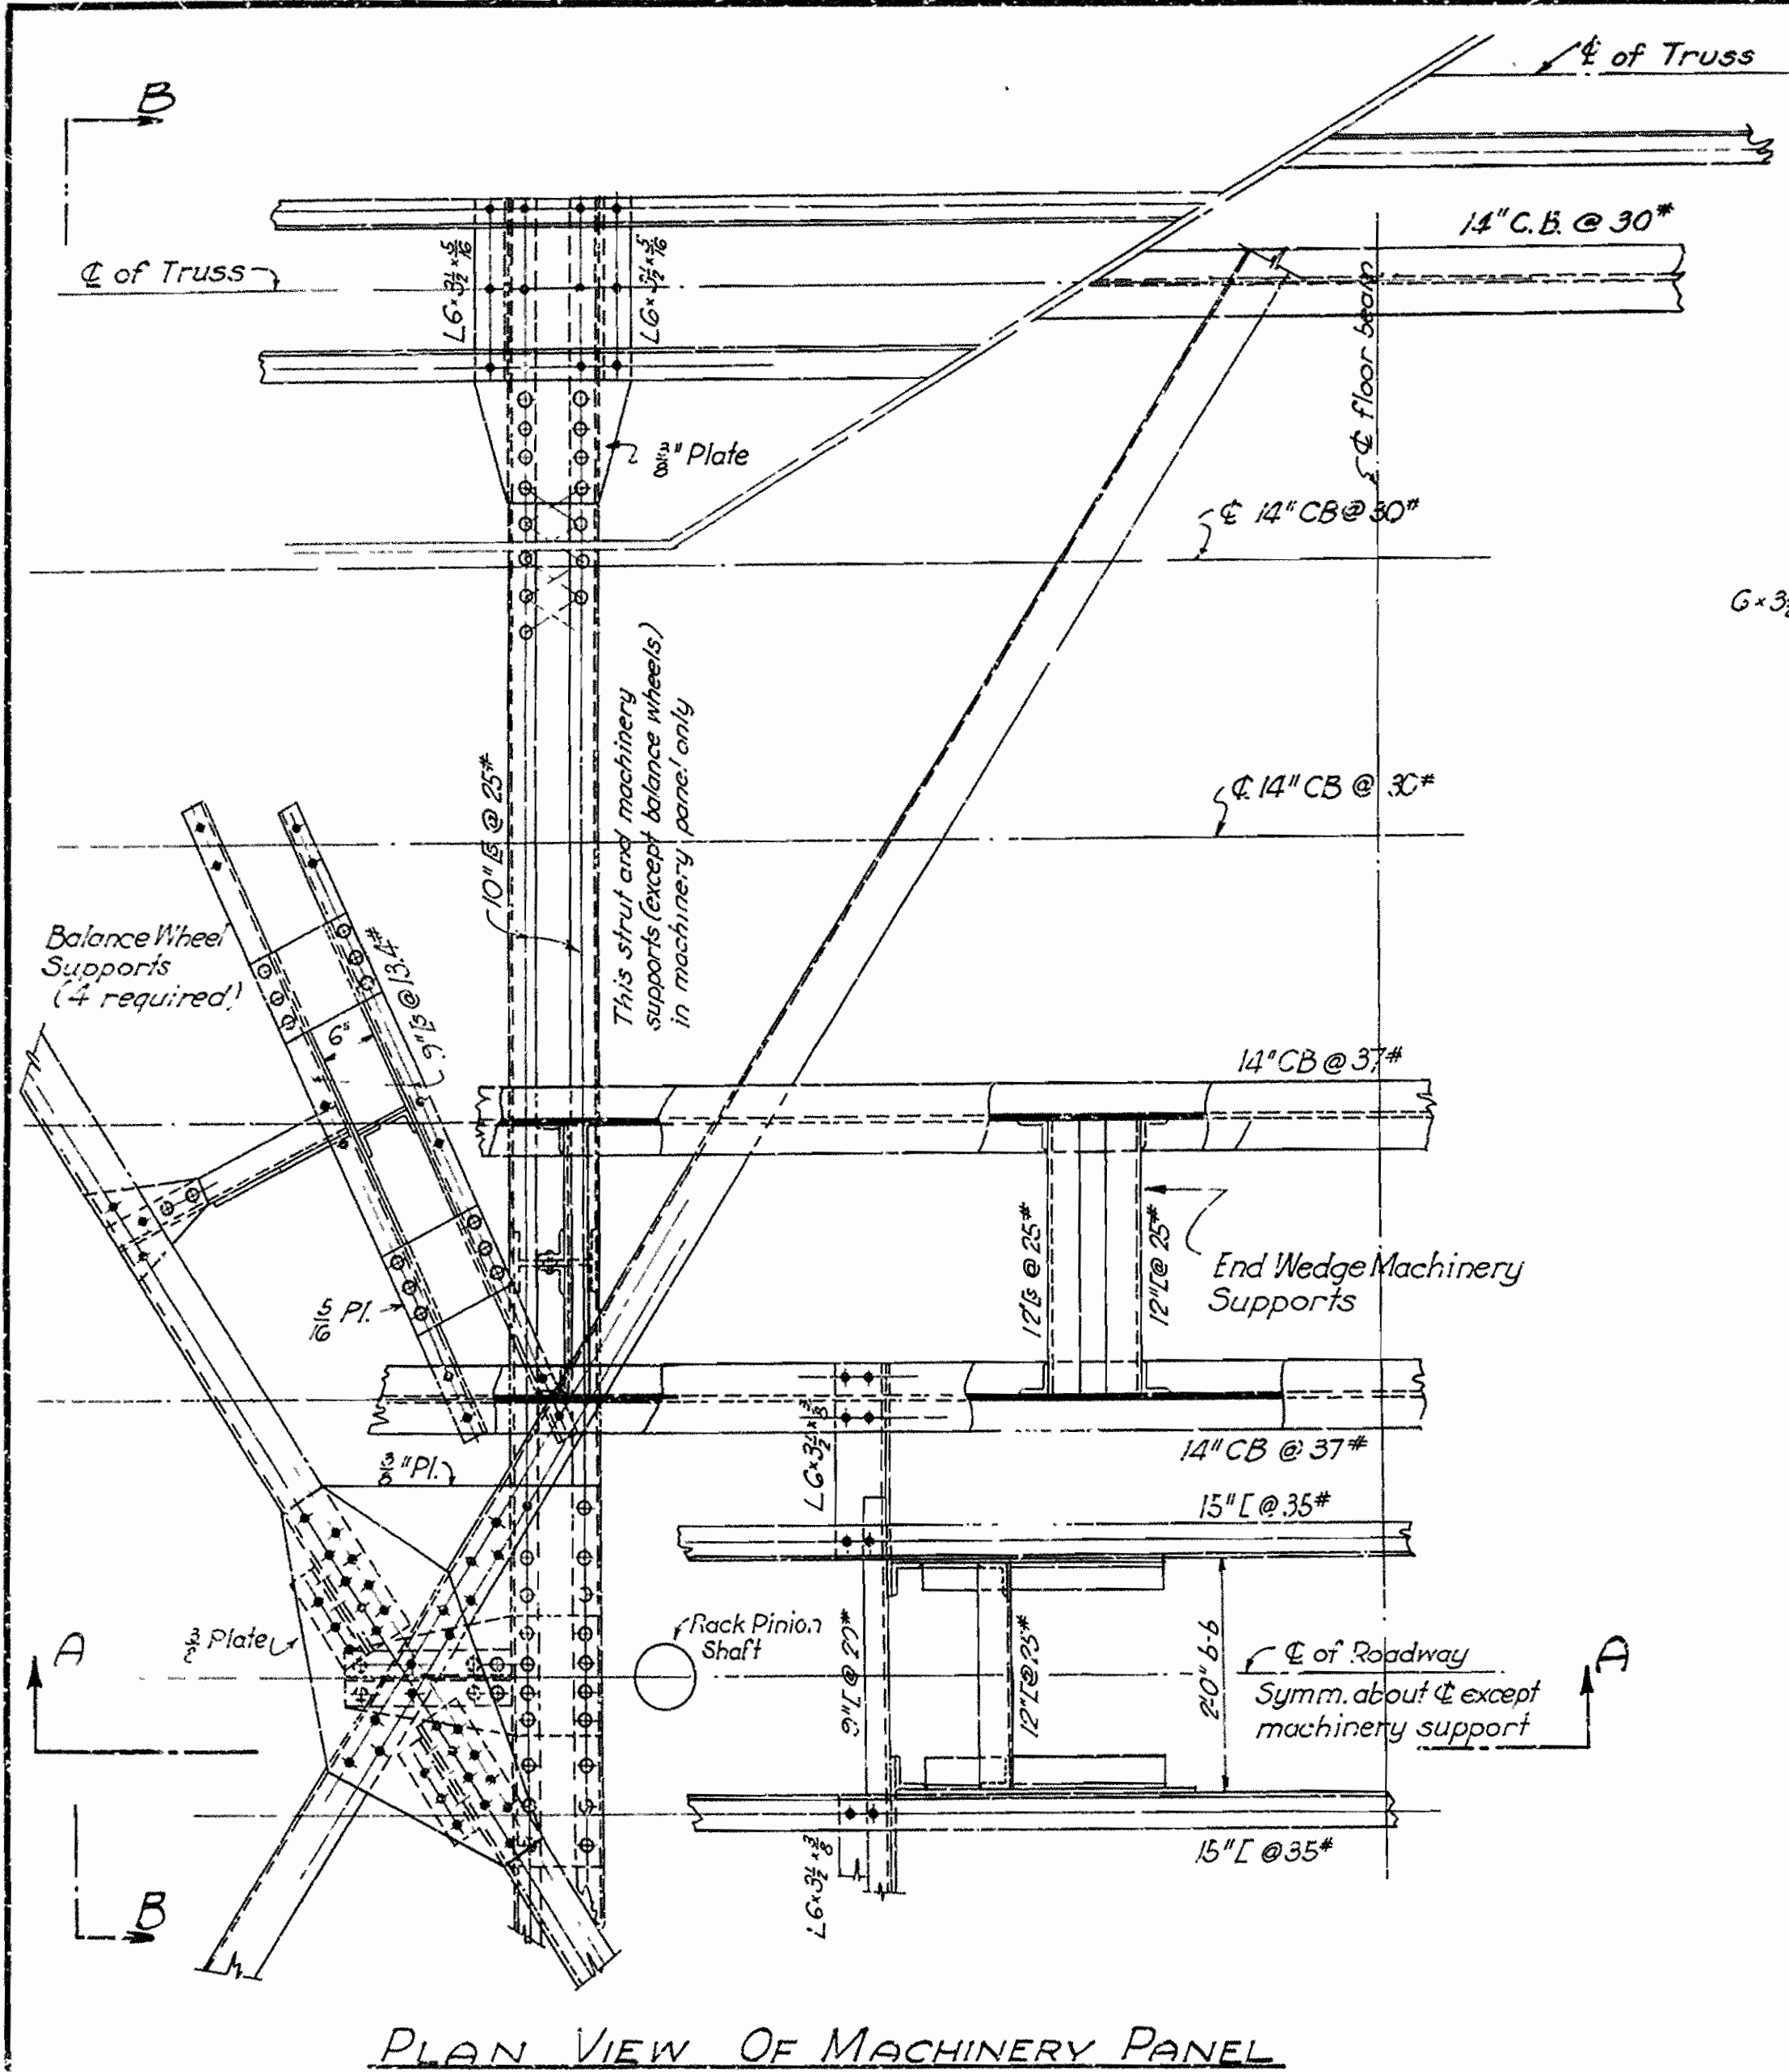 ℄ of Truss
B
14" C.B. @ 30#
℄ of Truss
L6×3½×5/16
L6×3½×5/16
℄ floor beam
3/8" Plate
℄ 14" CB @ 30#
6×3½
This strut and machinery
supports (except balance wheels)
in machinery panel only
10" [s @ 25#
℄ 14" CB @ 30#
Balance Wheel
Supports
(4 required)
9" [s @ 13.4#
6"
14" CB @ 37#
12" [s @ 25#
12" [ @ 25#
End Wedge Machinery
Supports
5/16 Pl.
L6×3½×3/8
14" CB @ 37#
3/8" Pl.
15" [ @ 35#
Rack Pinion
Shaft
Plate
A
9" [ @ 20#
12" [ @ 25#
2'-0" b-b
℄ of Roadway
Symm. about ℄ except
machinery support
A
15" [ @ 35#
L6×3½×3/8
B
PLAN VIEW OF MACHINERY PANEL